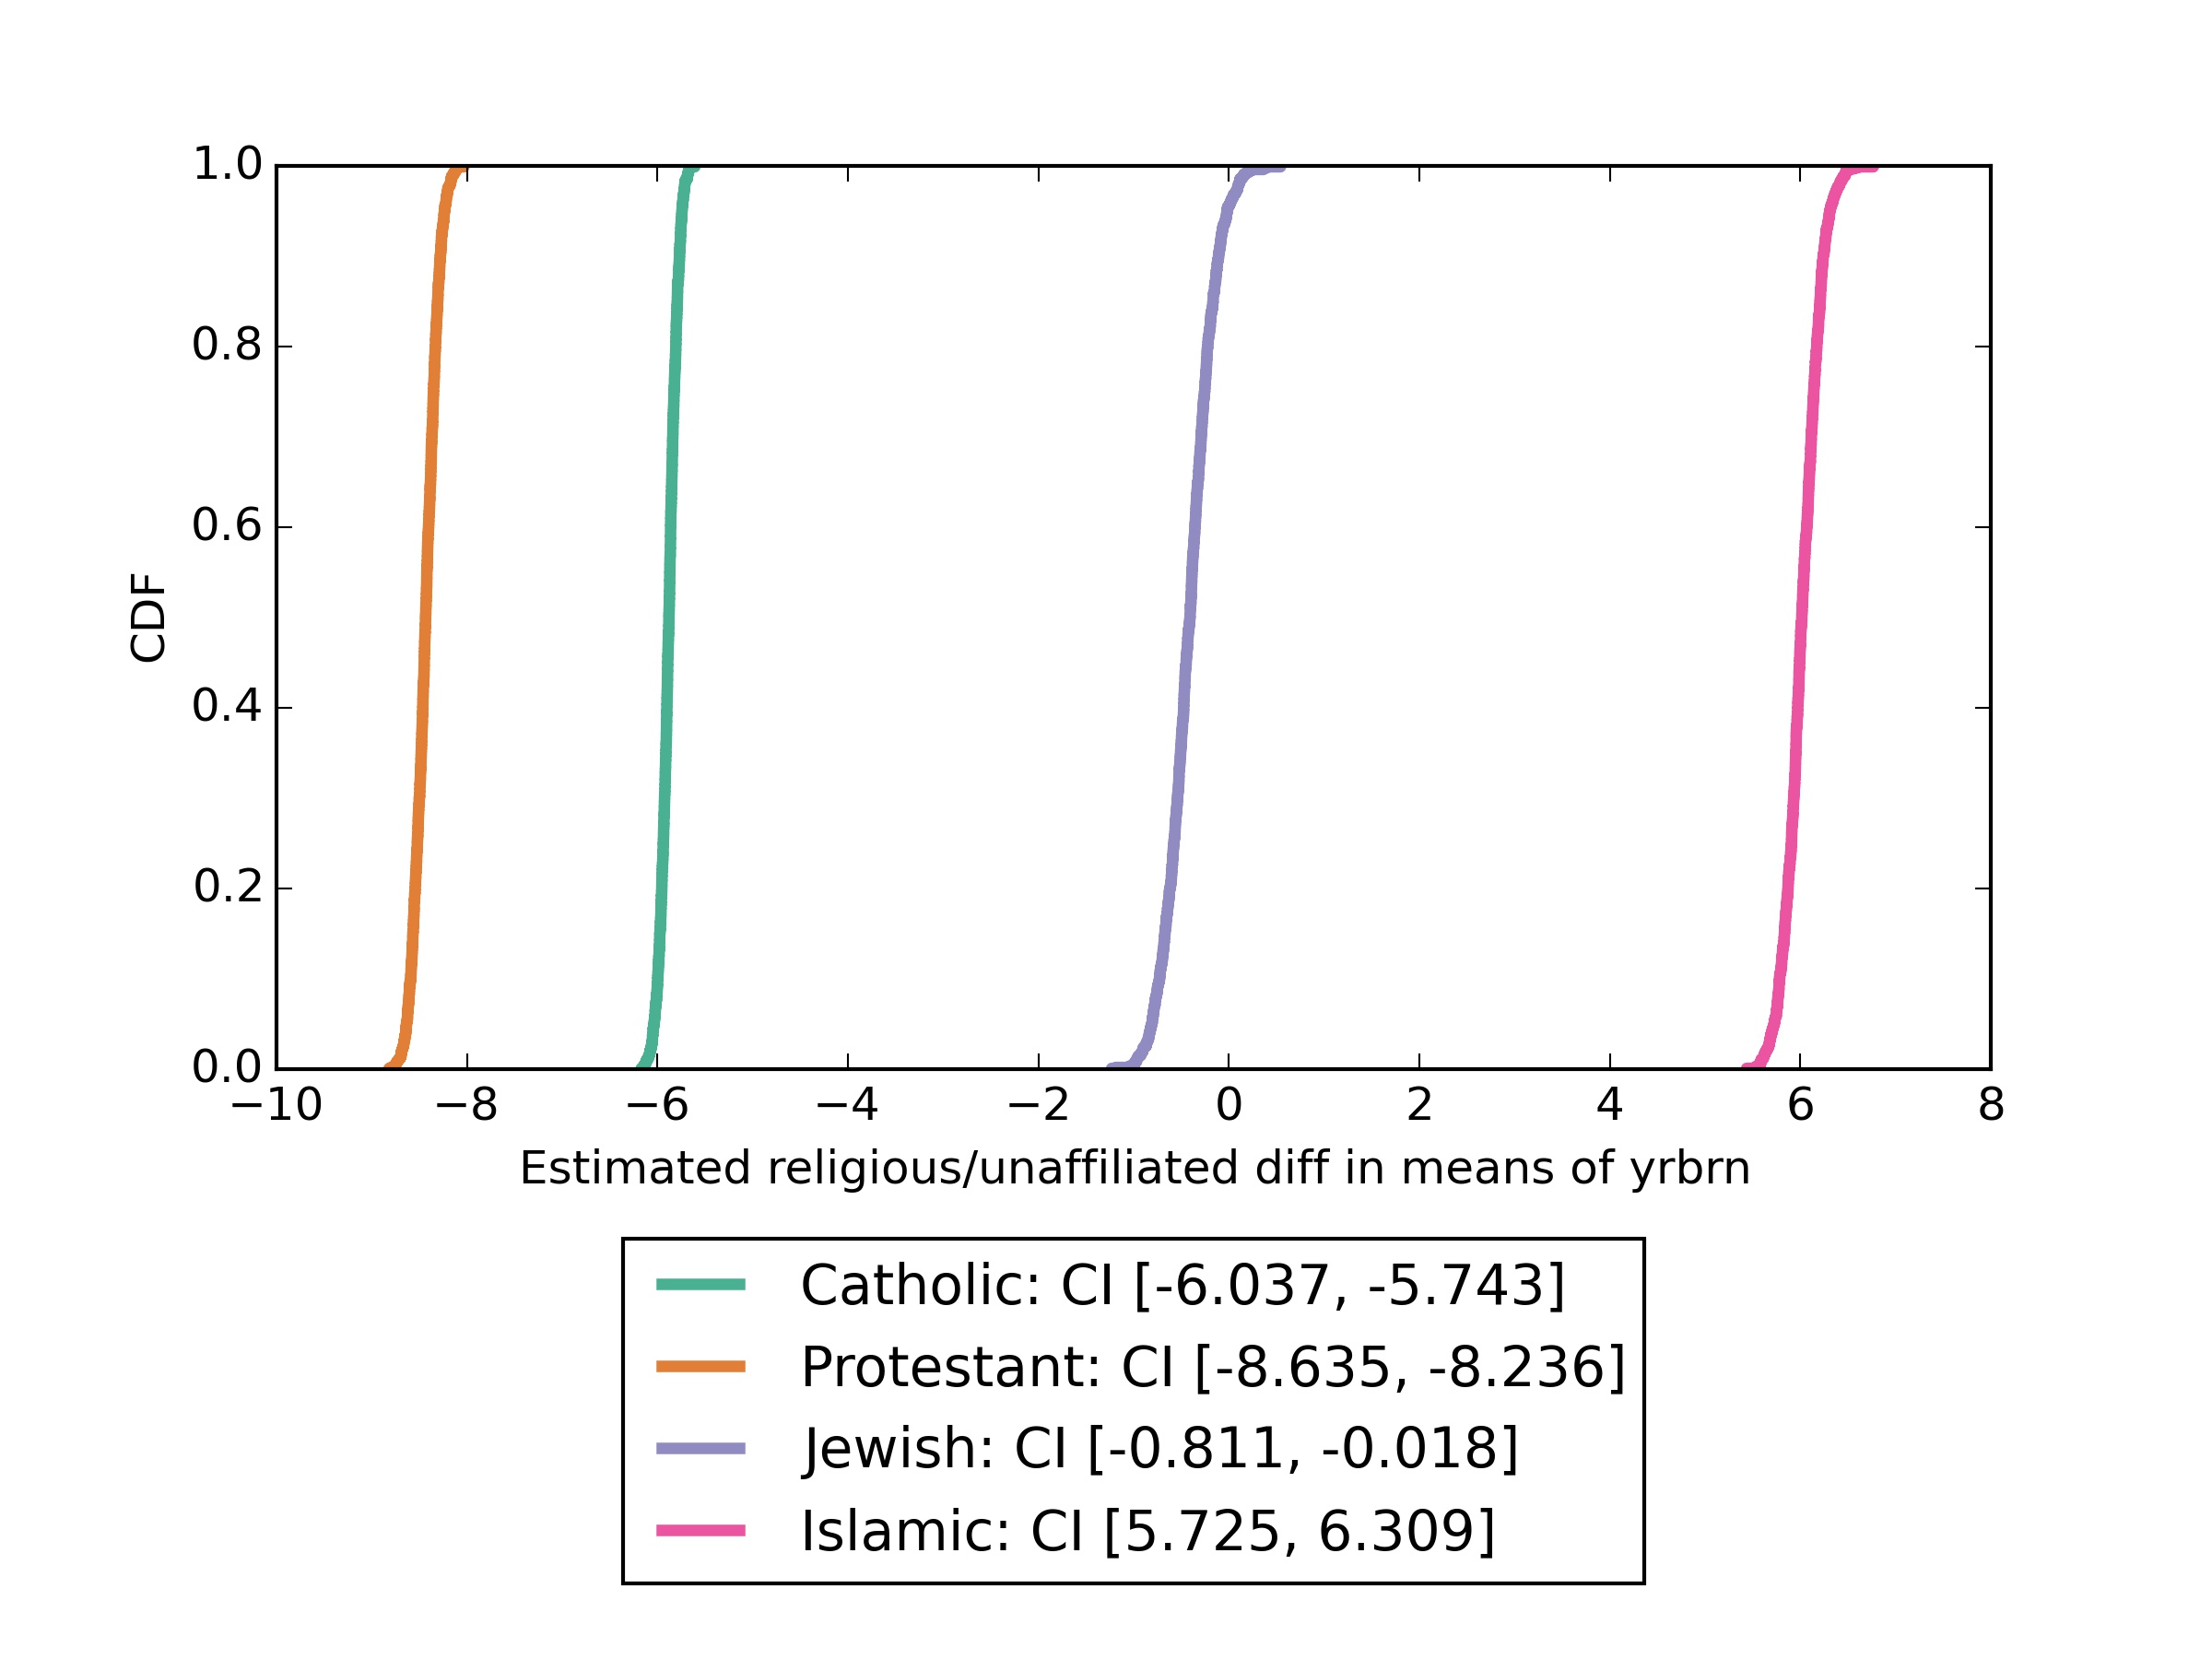 1.0
0.8
0.6
0.4
0.2
0.0
CDF
−10 −8 −6 −4 −2 0 2 4 6 8
Estimated religious/unaffiliated diff in means of yrbrn
Catholic: CI [-6.037, -5.743]
Protestant: CI [-8.635, -8.236]
Jewish: CI [-0.811, -0.018]
Islamic: CI [5.725, 6.309]